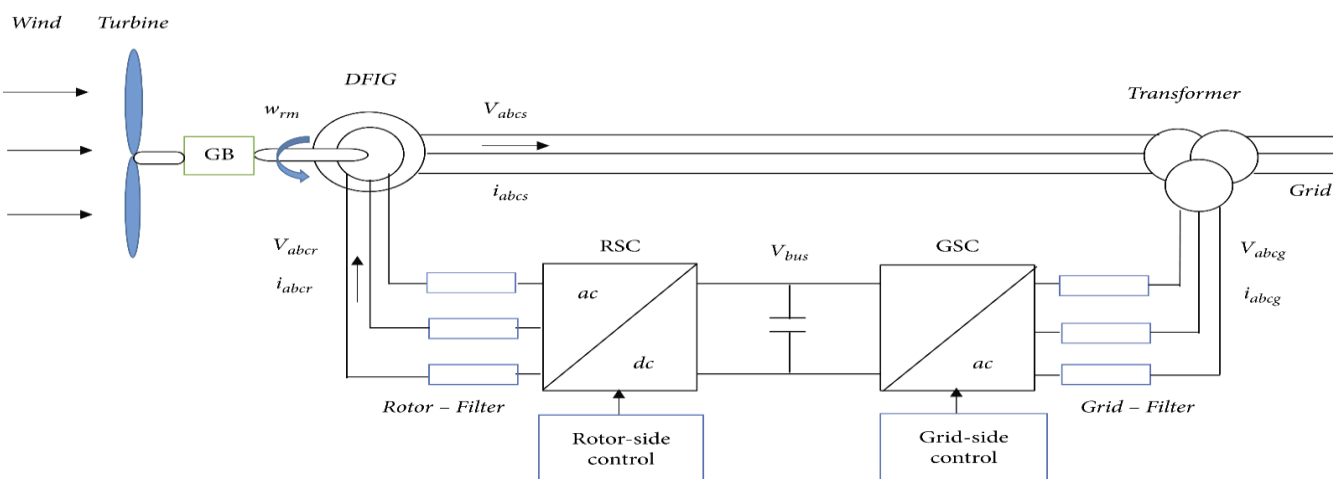 Wind
Turbine
DFIG
w_rm
GB
V_abcs
i_abcs
Transformer
Grid
V_abcr
i_abcr
RSC
ac
dc
V_bus
GSC
ac
V_abcg
i_abcg
Rotor – Filter
Grid – Filter
Rotor-side
control
Grid-side
control